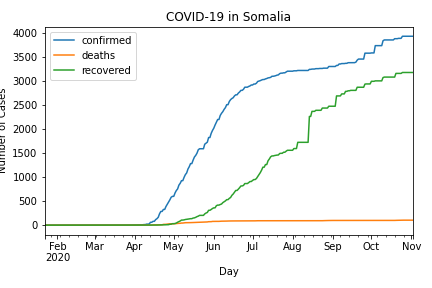 COVID-19 in Somalia
4000
3500
3000
2500
2000
1500
1000
500
0
Number of Cases
confirmed
deaths
recovered
Feb Mar Apr May Jun Jul Aug Sep Oct Nov
2020
Day